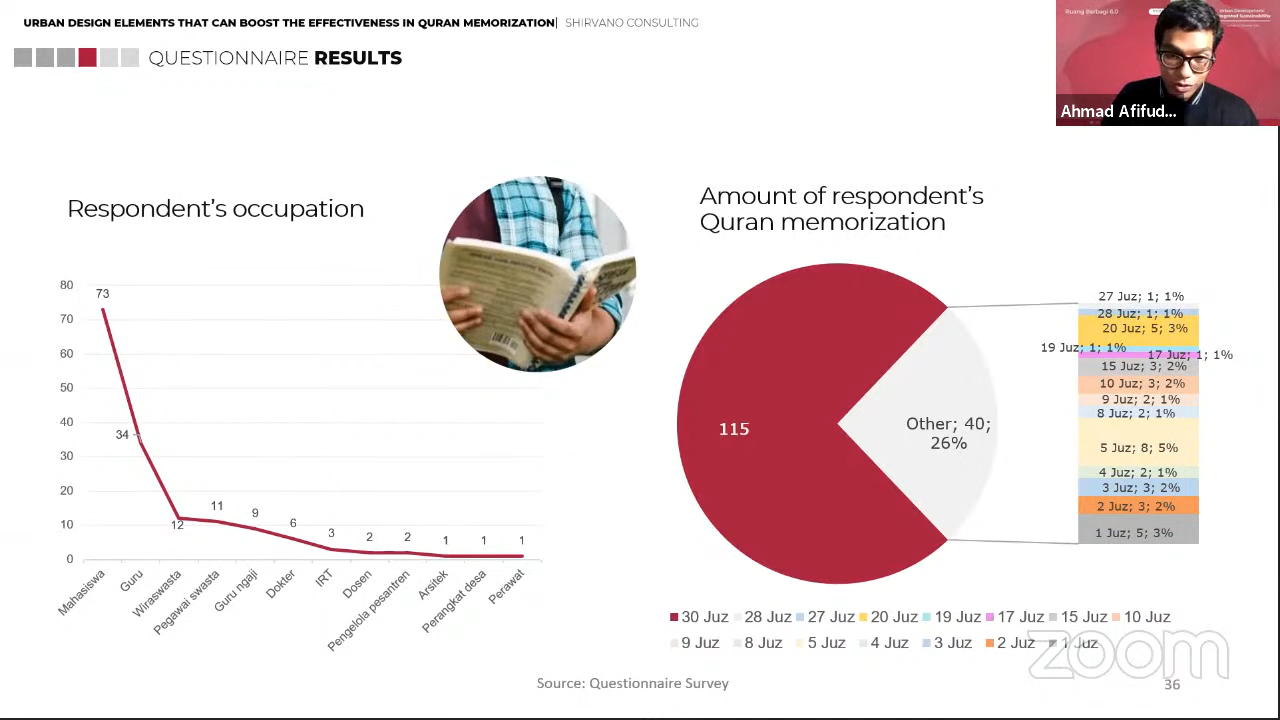 URBAN DESIGN ELEMENTS THAT CAN BOOST THE EFFECTIVENESS IN QURAN MEMORIZATION| SHIRVANO CONSULTING
QUESTIONNAIRE RESULTS
Ruang Berbagi 6.0
Urban Development:
Integrated Sustainability
Ahmad Afifud...
Respondent's occupation
80
70
60
50
40
30
20
10
0
73
34
12
11
9
6
3
2
2
1
1
1
Mahasiswa
Guru
Wiraswasta
Pegawai swasta
Guru ngaji
Dokter
IRT
Dosen
Pengelola pesantren
Arsitek
Perangkat desa
Perawat
Amount of respondent's
Quran memorization
115
Other; 40;
26%
27 Juz; 1; 1%
28 Juz; 1; 1%
20 Juz; 5; 3%
19 Juz; 1; 1%
17 Juz; 1; 1%
15 Juz; 3; 2%
10 Juz; 3; 2%
9 Juz; 2; 1%
8 Juz; 2; 1%
5 Juz; 8; 5%
4 Juz; 2; 1%
3 Juz; 3; 2%
2 Juz; 3; 2%
1 Juz; 5; 3%
30 Juz 28 Juz 27 Juz 20 Juz 19 Juz 17 Juz 15 Juz 10 Juz
9 Juz 8 Juz 5 Juz 4 Juz 3 Juz 2 Juz 1 Juz
zoom
Source: Questionnaire Survey
36